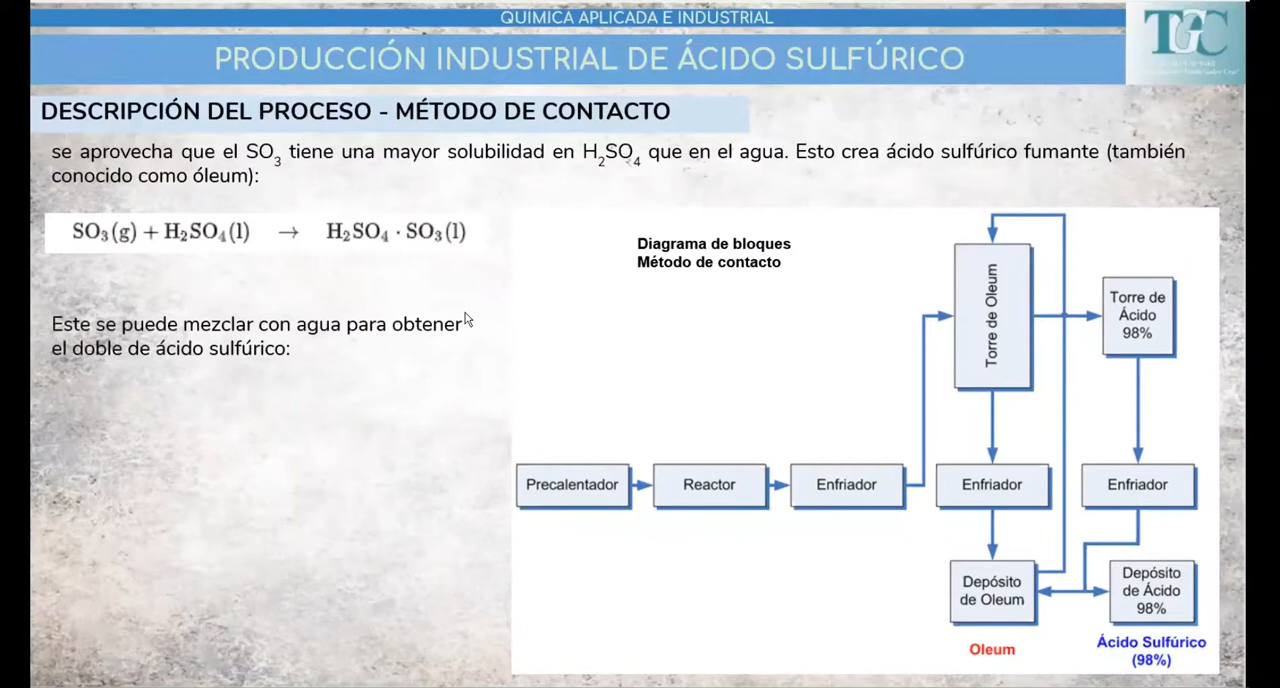 QUIMICA APLICADA E INDUSTRIAL
PRODUCCIÓN INDUSTRIAL DE ÁCIDO SULFÚRICO
TGC
DESCRIPCIÓN DEL PROCESO - MÉTODO DE CONTACTO
se aprovecha que el SO₃ tiene una mayor solubilidad en H₂SO₄ que en el agua. Esto crea ácido sulfúrico fumante (también
conocido como óleum):
SO₃(g) + H₂SO₄(l) → H₂SO₄ · SO₃(l)
Este se puede mezclar con agua para obtener
el doble de ácido sulfúrico:
Diagrama de bloques
Método de contacto
Torre de Oleum
Torre de
Ácido
98%
Precalentador
Reactor
Enfriador
Enfriador
Enfriador
Depósito
de Oleum
Depósito
de Ácido
98%
Oleum
Ácido Sulfúrico
(98%)